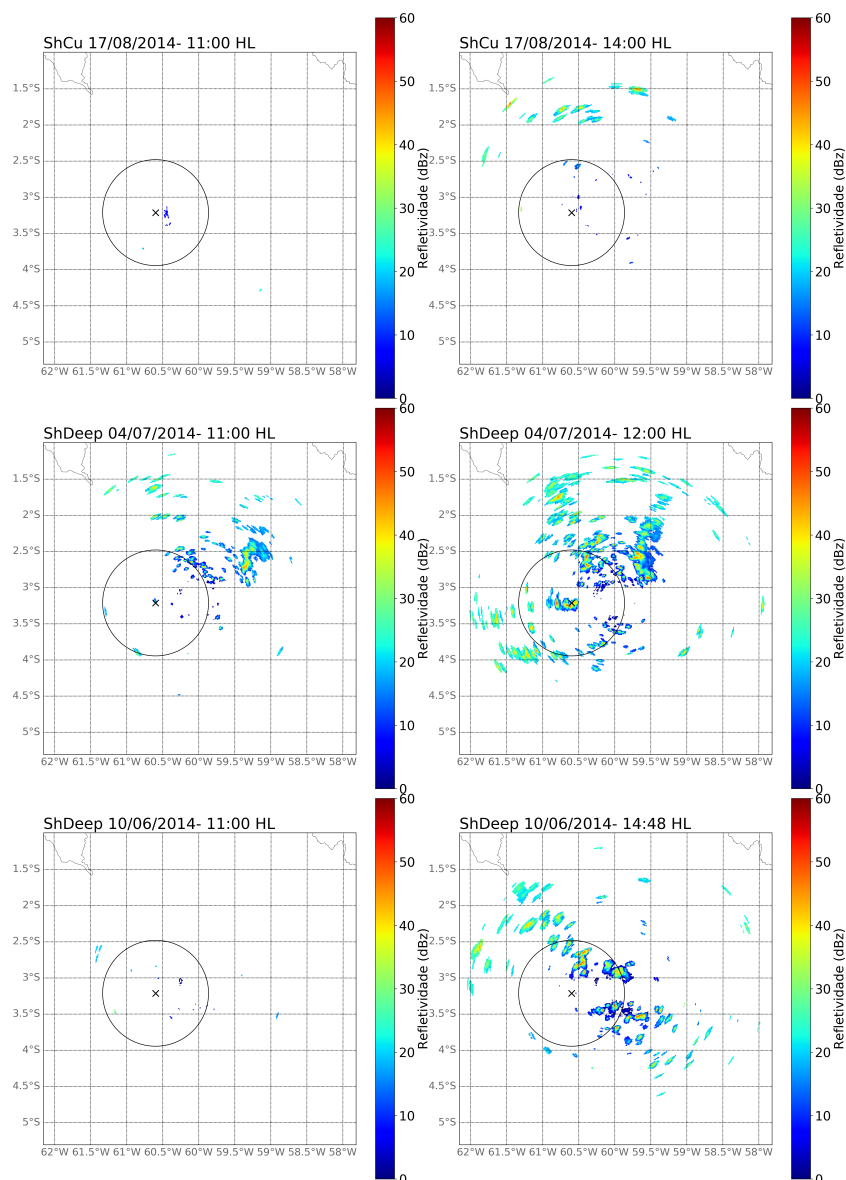 ShCu 17/08/2014- 11:00 HL
1.5°S
2°S
2.5°S
3°S
3.5°S
4°S
4.5°S
5°S
62°W 61.5°W 61°W 60.5°W 60°W 59.5°W 59°W 58.5°W 58°W
60
50
40
30
20
10
0
Refletividade (dBz)
ShCu 17/08/2014- 14:00 HL
1.5°S
2°S
2.5°S
3°S
3.5°S
4°S
4.5°S
5°S
62°W 61.5°W 61°W 60.5°W 60°W 59.5°W 59°W 58.5°W 58°W
60
50
40
30
20
10
0
Refletividade (dBz)
ShDeep 04/07/2014- 11:00 HL
1.5°S
2°S
2.5°S
3°S
3.5°S
4°S
4.5°S
5°S
62°W 61.5°W 61°W 60.5°W 60°W 59.5°W 59°W 58.5°W 58°W
60
50
40
30
20
10
0
Refletividade (dBz)
ShDeep 04/07/2014- 12:00 HL
1.5°S
2°S
2.5°S
3°S
3.5°S
4°S
4.5°S
5°S
62°W 61.5°W 61°W 60.5°W 60°W 59.5°W 59°W 58.5°W 58°W
60
50
40
30
20
10
0
Refletividade (dBz)
ShDeep 10/06/2014- 11:00 HL
1.5°S
2°S
2.5°S
3°S
3.5°S
4°S
4.5°S
5°S
62°W 61.5°W 61°W 60.5°W 60°W 59.5°W 59°W 58.5°W 58°W
60
50
40
30
20
10
0
Refletividade (dBz)
ShDeep 10/06/2014- 14:48 HL
1.5°S
2°S
2.5°S
3°S
3.5°S
4°S
4.5°S
5°S
62°W 61.5°W 61°W 60.5°W 60°W 59.5°W 59°W 58.5°W 58°W
60
50
40
30
20
10
0
Refletividade (dBz)